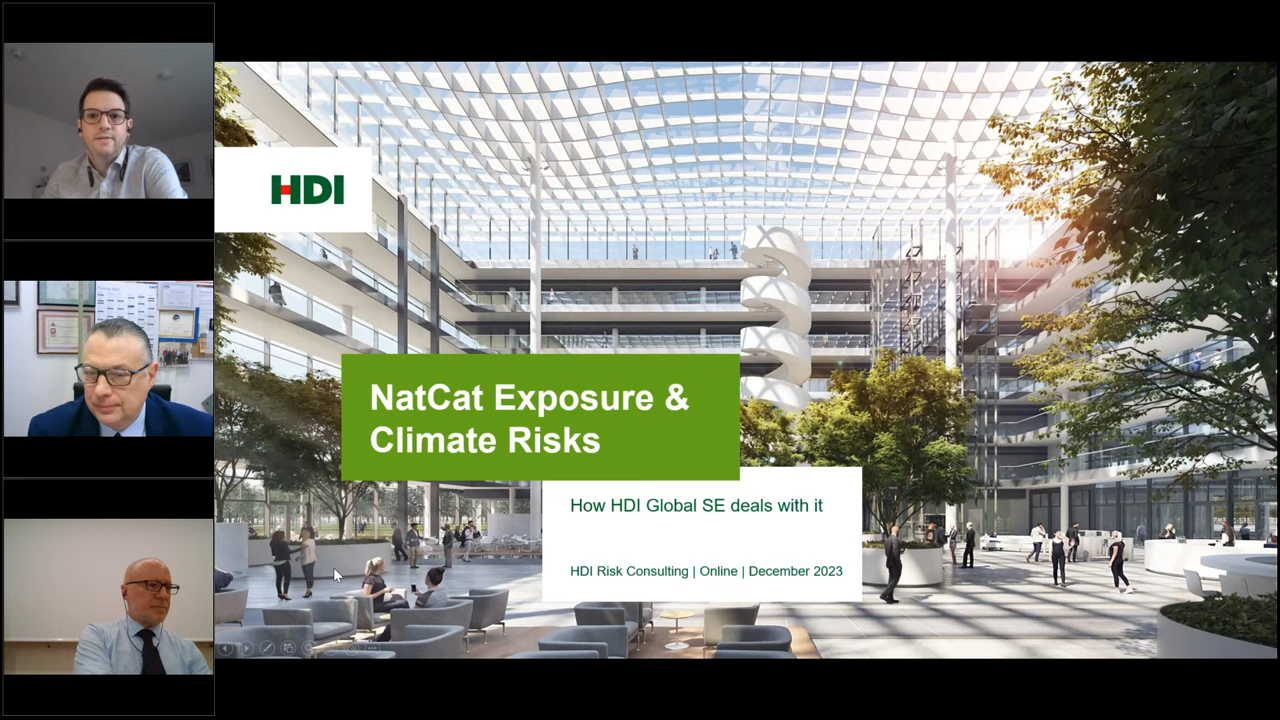 HDI
NatCat Exposure &
Climate Risks
How HDI Global SE deals with it
HDI Risk Consulting | Online | December 2023